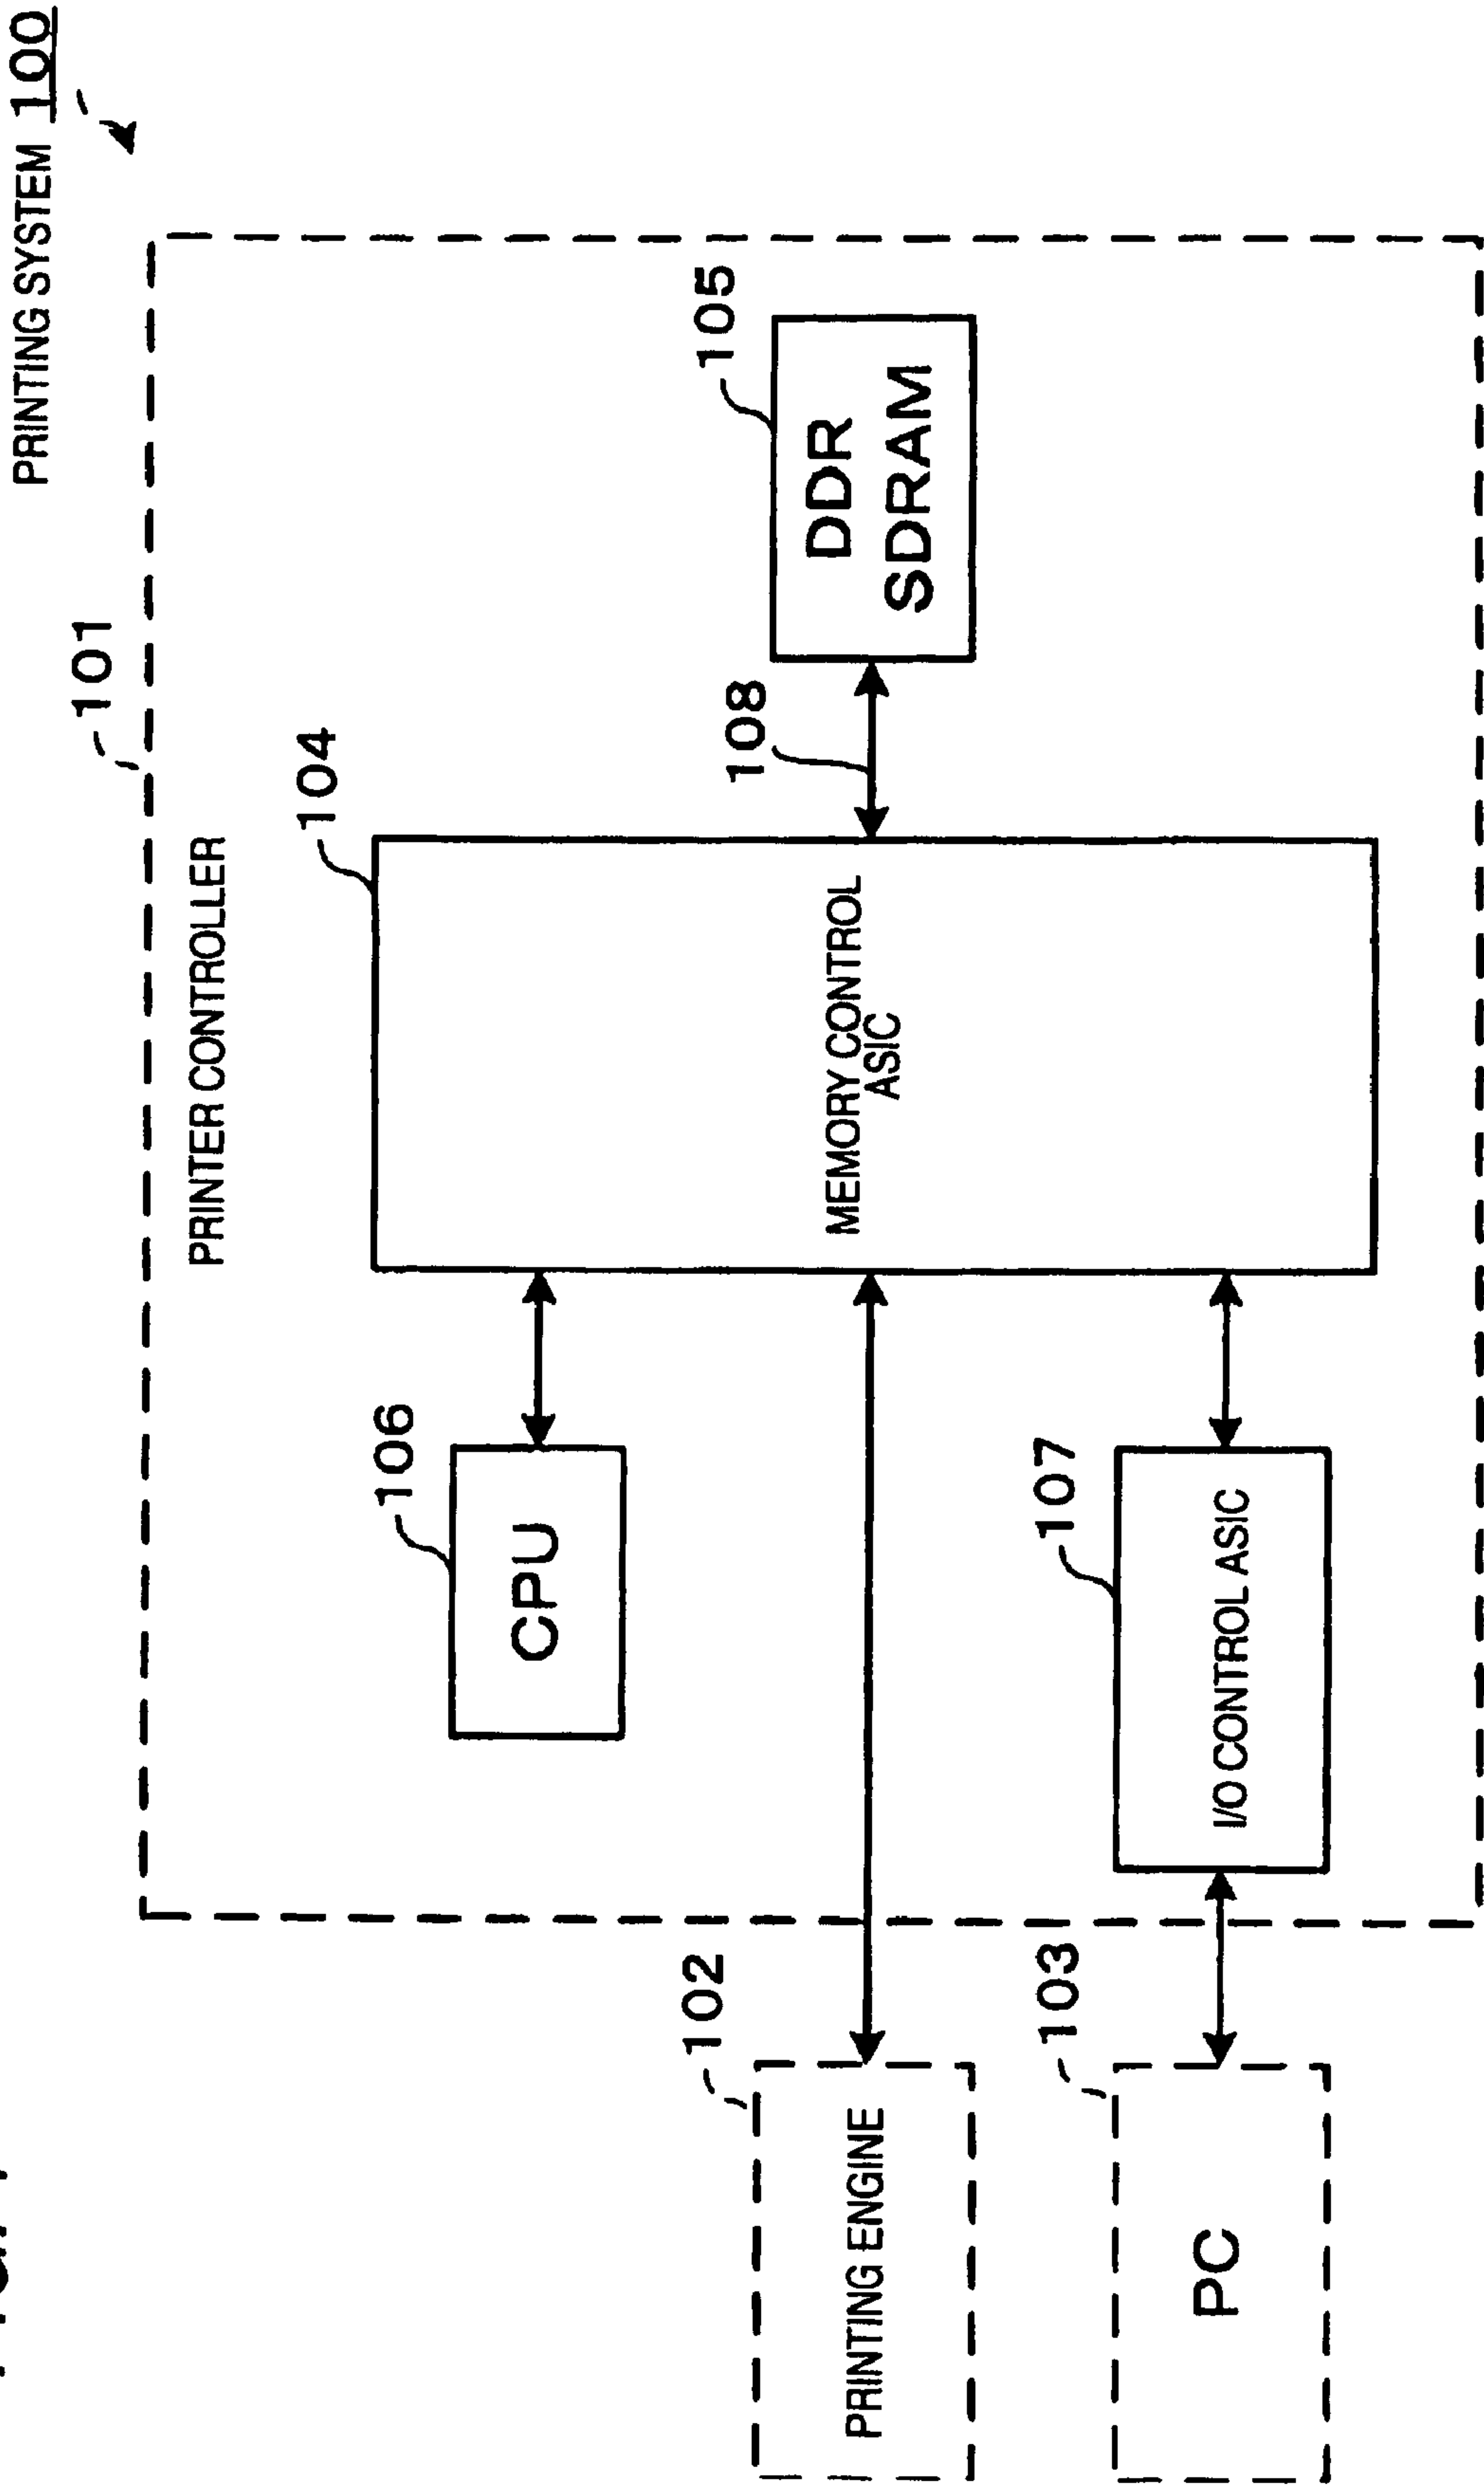 PRINTING SYSTEM 100
101
PRINTER CONTROLLER
104
106
CPU
MEMORY CONTROL
ASIC
105
DDR
SDRAM
108
102
PRINTING ENGINE
107
I/O CONTROL ASIC
103
PC